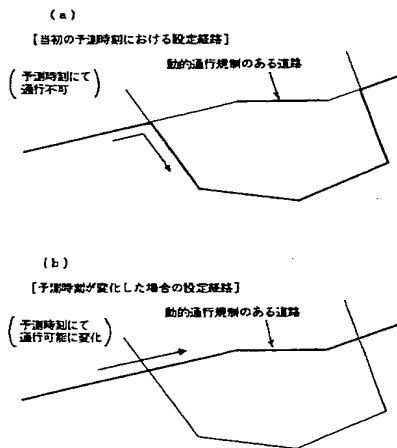 (a)
[当初の予測時刻における設定経路]
(予測時刻にて
通行不可)
動的通行規制のある道路
(b)
[予測時刻が変化した場合の設定経路]
(予測時刻にて
通行可能に変化)
動的通行規制のある道路